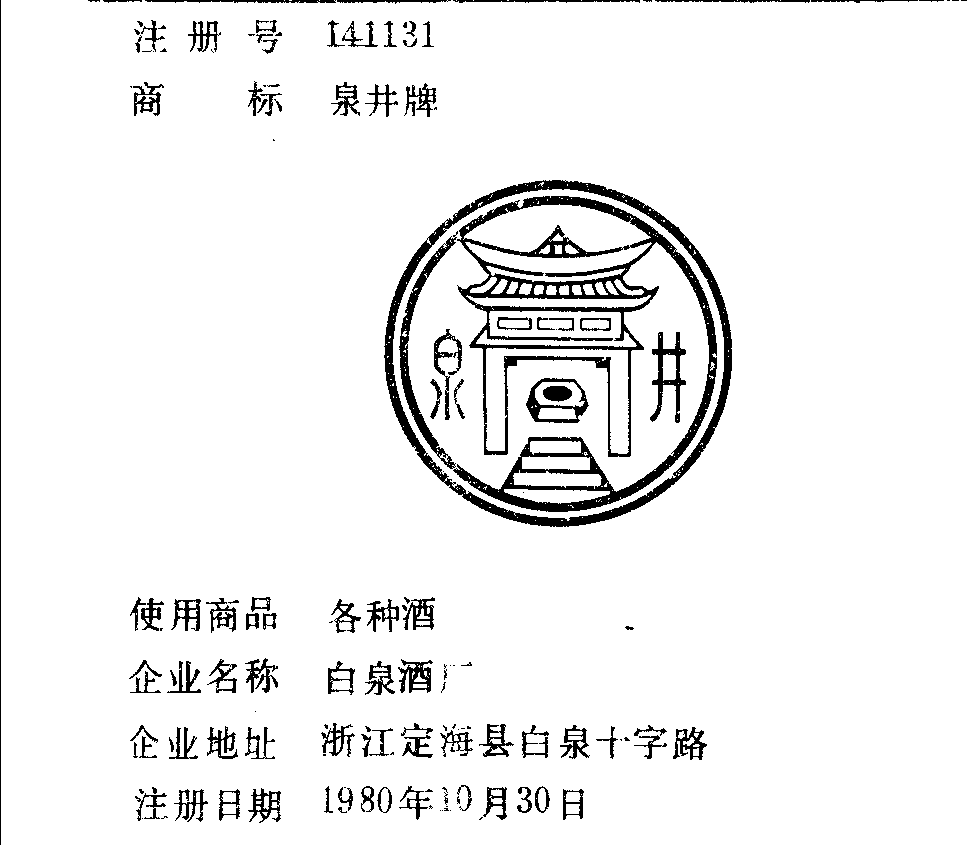 注册号 141131
商标 泉井牌
泉 井
使用商品 各种酒
企业名称 白泉酒厂
企业地址 浙江定海县白泉十字路
注册日期 1980年10月30日